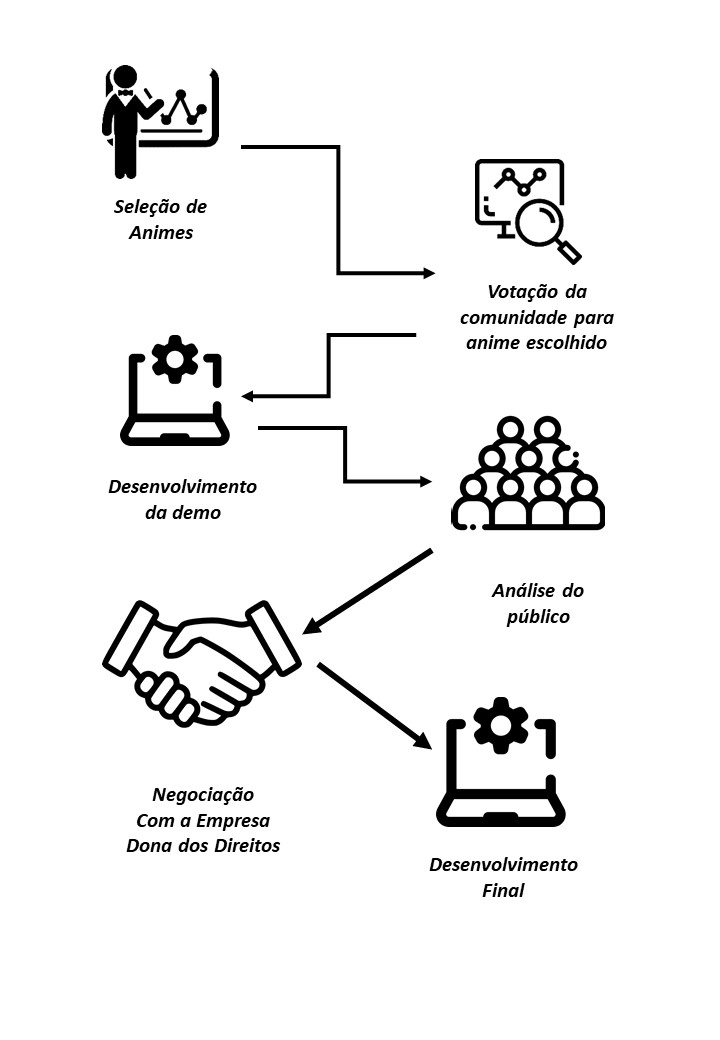 Seleção de
Animes
Votação da
comunidade para
anime escolhido
Desenvolvimento
da demo
Análise do
público
Negociação
Com a Empresa
Dona dos Direitos
Desenvolvimento
Final